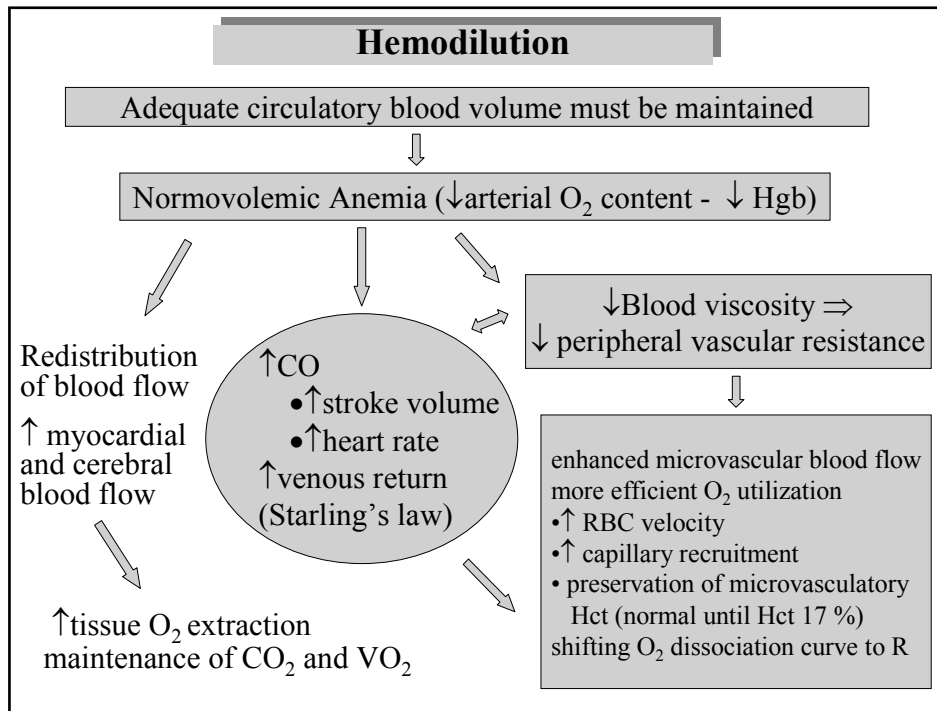 Hemodilution
Adequate circulatory blood volume must be maintained
Normovolemic Anemia (↓arterial O₂ content - ↓ Hgb)
Redistribution
of blood flow
↑ myocardial
and cerebral
blood flow
↑tissue O₂ extraction
maintenance of CO₂ and VO₂
↑CO
•↑stroke volume
•↑heart rate
↑venous return
(Starling's law)
↓Blood viscosity ⇒
↓ peripheral vascular resistance
enhanced microvascular blood flow
more efficient O₂ utilization
•↑ RBC velocity
•↑ capillary recruitment
• preservation of microvasculatory
Hct (normal until Hct 17 %)
shifting O₂ dissociation curve to R